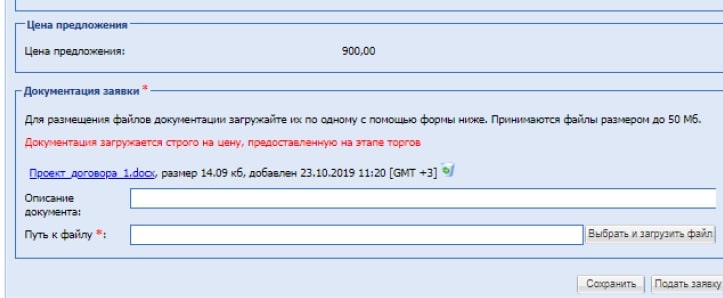 Цена предложения
Цена предложения: 900,00
Документация заявки *
Для размещения файлов документации загружайте их по одному с помощью формы ниже. Принимаются файлы размером до 50 Мб.
Документация загружается строго на цену, предоставленную на этапе торгов
Проект_договора_1.docx, размер 14.09 кб, добавлен 23.10.2019 11:20 [GMT +3]
Описание
документа:
Путь к файлу *: Выбрать и загрузить файл
Сохранить Подать заявку